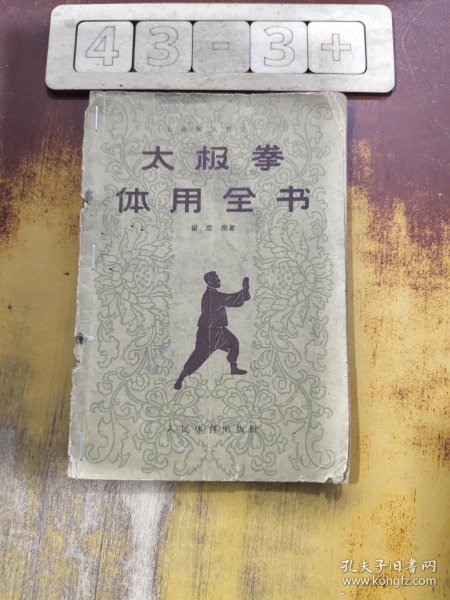 43-3+
太极拳
体用全书
杨澄甫著
人民体育出版社
孔夫子旧书网
www.kongfz.com